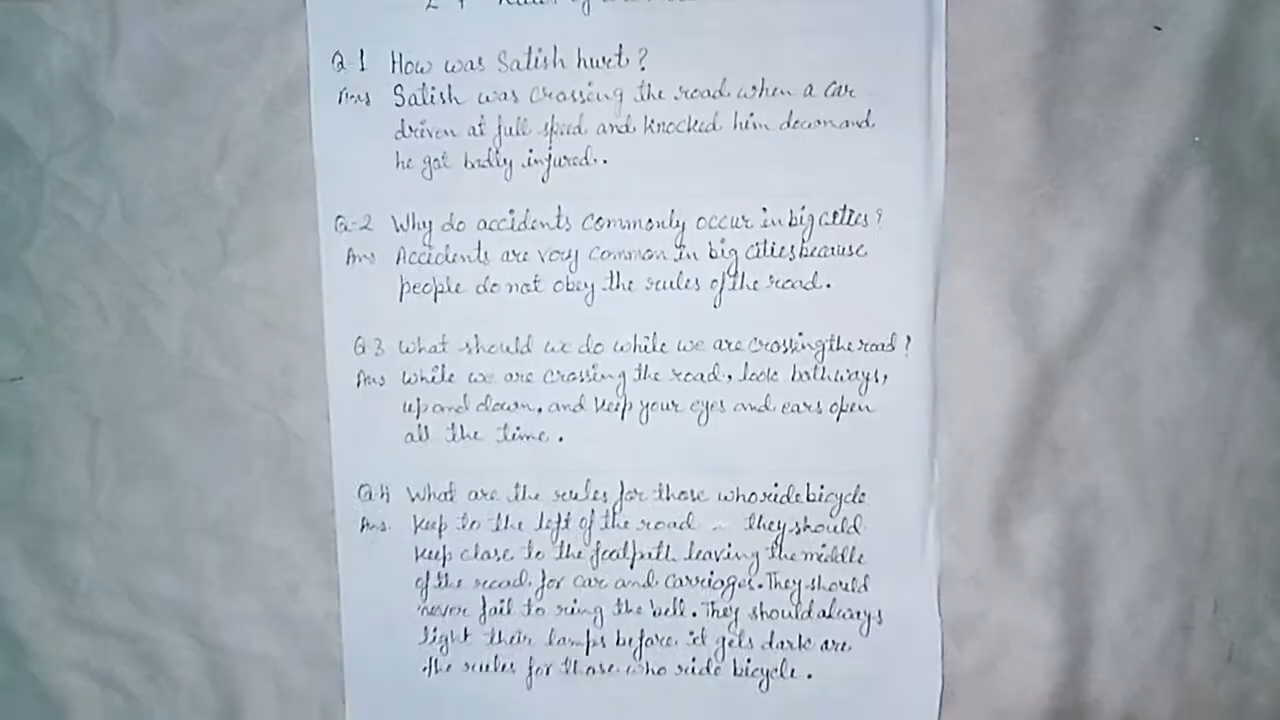 Q 1 How was Satish hurt?
Ans Satish was crossing the road when a car
driven at full speed and knocked him down and
he got badly injured..
Q-2 Why do accidents commonly occur in big cities?
Ans Accidents are very common in big cities because
people do not obey the rules of the road.
Q.3 What should we do while we are crossing the road?
Ans while we are crossing the road, look both ways,
up and down, and keep your eyes and ears open
all the time.
Q.4 What are the rules for those who ride bicycle
Ans. Keep to the left of the road - they should
keep close to the footpath leaving the middle
of the road for car and carriages. They should
never fail to ring the bell. They should always
light their lamps before it gets dark are
the rules for those who ride bicycle.